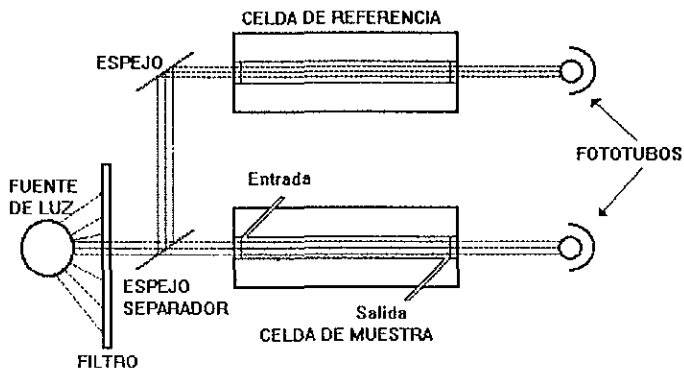 CELDA DE REFERENCIA
ESPEJO
FOTOTUBOS
Entrada
FUENTE
DE LUZ
ESPEJO
SEPARADOR
Salida
CELDA DE MUESTRA
FILTRO